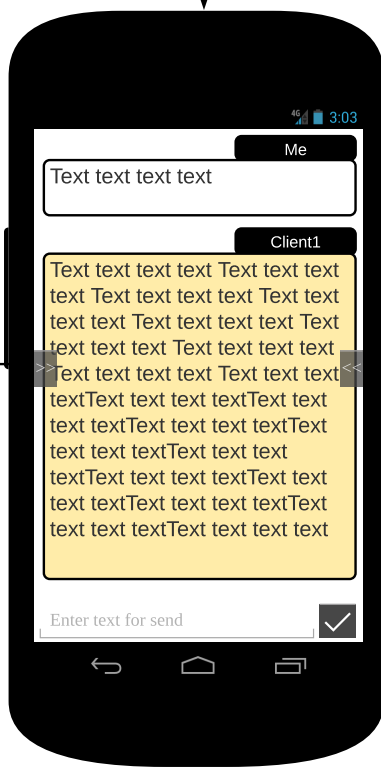 4G 3:03
Me
Text text text text
Client1
Text text text text Text text text
text Text text text text Text text
text text Text text text text Text
text text text Text text text text
Text text text text Text text text
textText text text textText text
text textText text text textText
text text textText text text
textText text text textText text
text textText text text textText
text text textText text text text
>> <<
Enter text for send